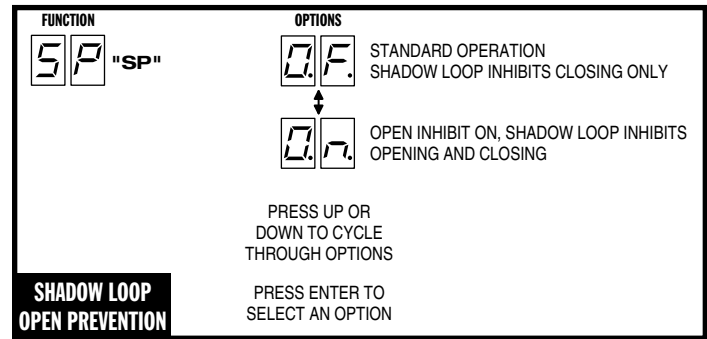 FUNCTION
OPTIONS
SP "SP"
O.F. STANDARD OPERATION
SHADOW LOOP INHIBITS CLOSING ONLY
O.n. OPEN INHIBIT ON, SHADOW LOOP INHIBITS
OPENING AND CLOSING
PRESS UP OR
DOWN TO CYCLE
THROUGH OPTIONS
SHADOW LOOP
OPEN PREVENTION
PRESS ENTER TO
SELECT AN OPTION